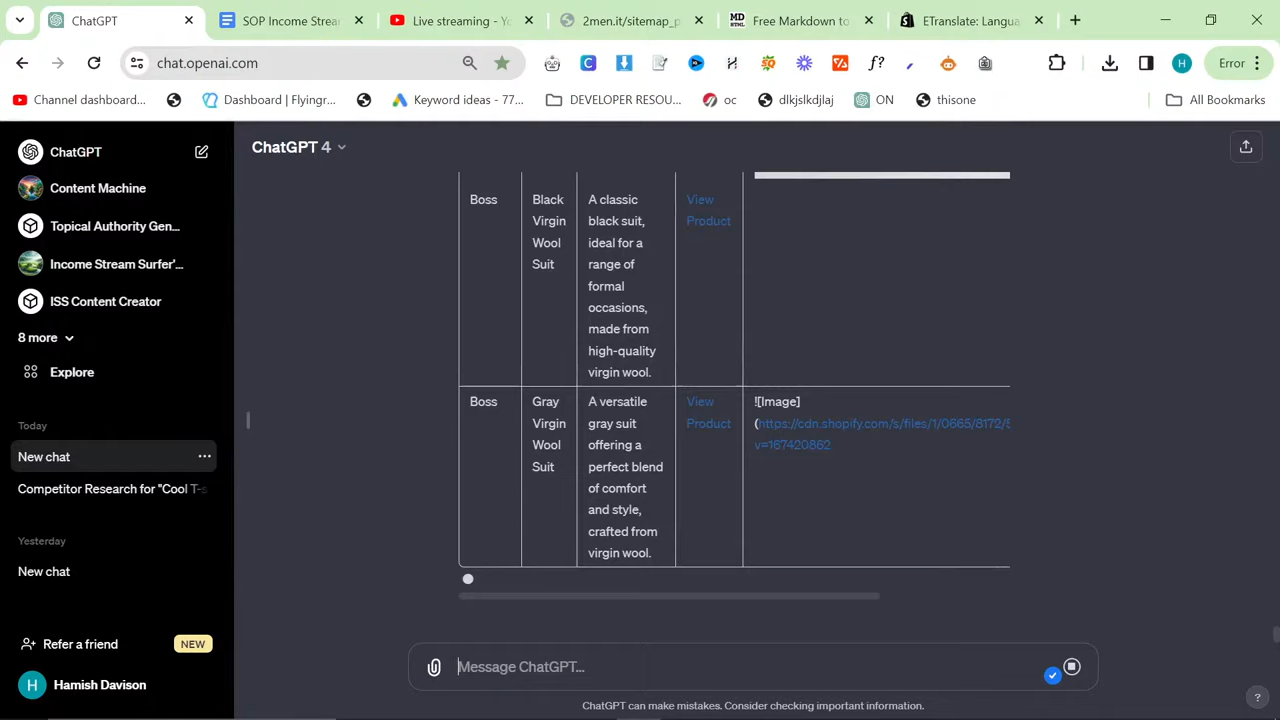 ChatGPT
SOP Income Strea
Live streaming - Yo
2men.it/sitemap_p
Free Markdown to
ETranslate: Langua
chat.openai.com
Error
Channel dashboard...
Dashboard | Flyingr...
Keyword ideas - 77...
DEVELOPER RESOU...
oc
dlkjslkdjlaj
ON
thisone
All Bookmarks
ChatGPT
Content Machine
Topical Authority Gen...
Income Stream Surfer'...
ISS Content Creator
8 more
Explore
Today
New chat
Competitor Research for "Cool T-s
Yesterday
New chat
Refer a friend
NEW
H
Hamish Davison
ChatGPT 4
Boss
Black
Virgin
Wool
Suit
A classic
black suit,
ideal for a
range of
formal
occasions,
made from
high-quality
virgin wool.
View
Product
Boss
Gray
Virgin
Wool
Suit
A versatile
gray suit
offering a
perfect blend
of comfort
and style,
crafted from
virgin wool.
View
Product
![Image]
(https://cdn.shopify.com/s/files/1/0665/8172/5
v=167420862
Message ChatGPT...
ChatGPT can make mistakes. Consider checking important information.
?